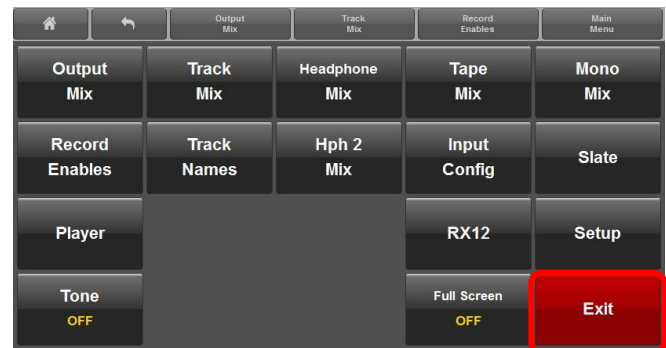 Output
Mix
Track
Mix
Record
Enables
Main
Menu
Output
Mix
Track
Mix
Headphone
Mix
Tape
Mix
Mono
Mix
Record
Enables
Track
Names
Hph 2
Mix
Input
Config
Slate
Player
RX12
Setup
Tone
OFF
Full Screen
OFF
Exit